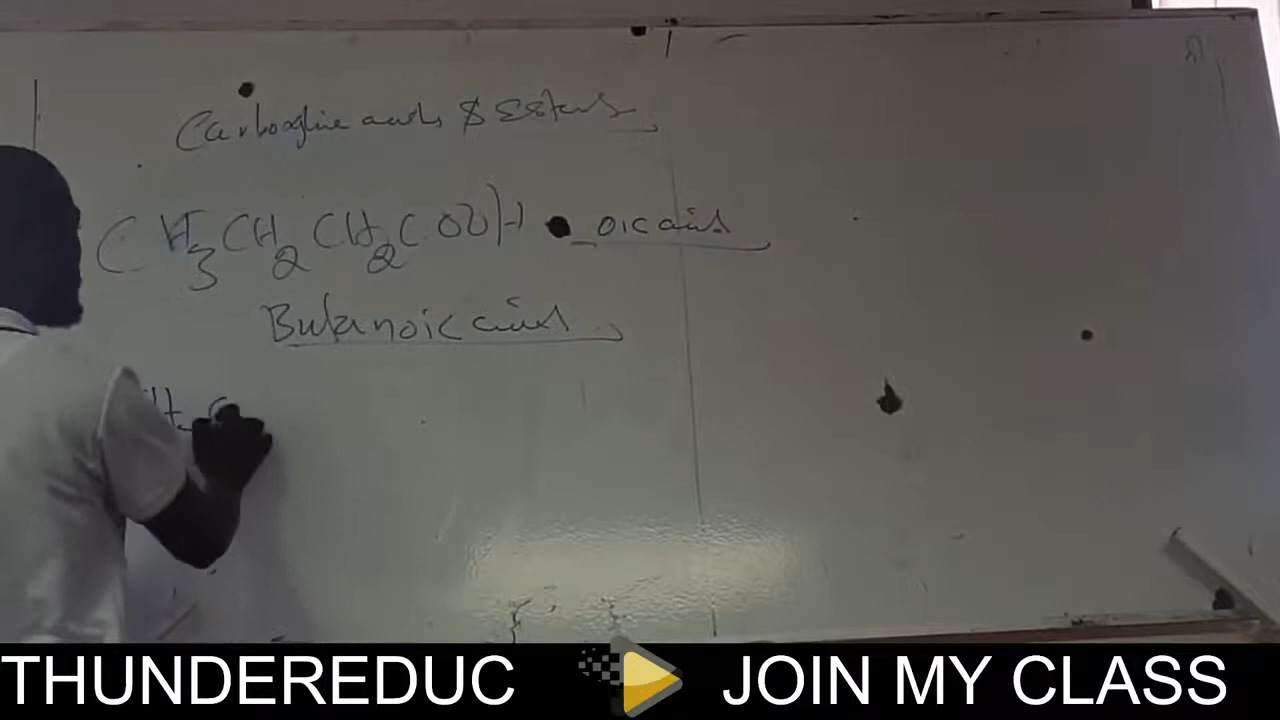 Carboxylic acids & Esters
CH3CH2CH2COOH - oic acid
Butanoic acid
THUNDEREDUC JOIN MY CLASS